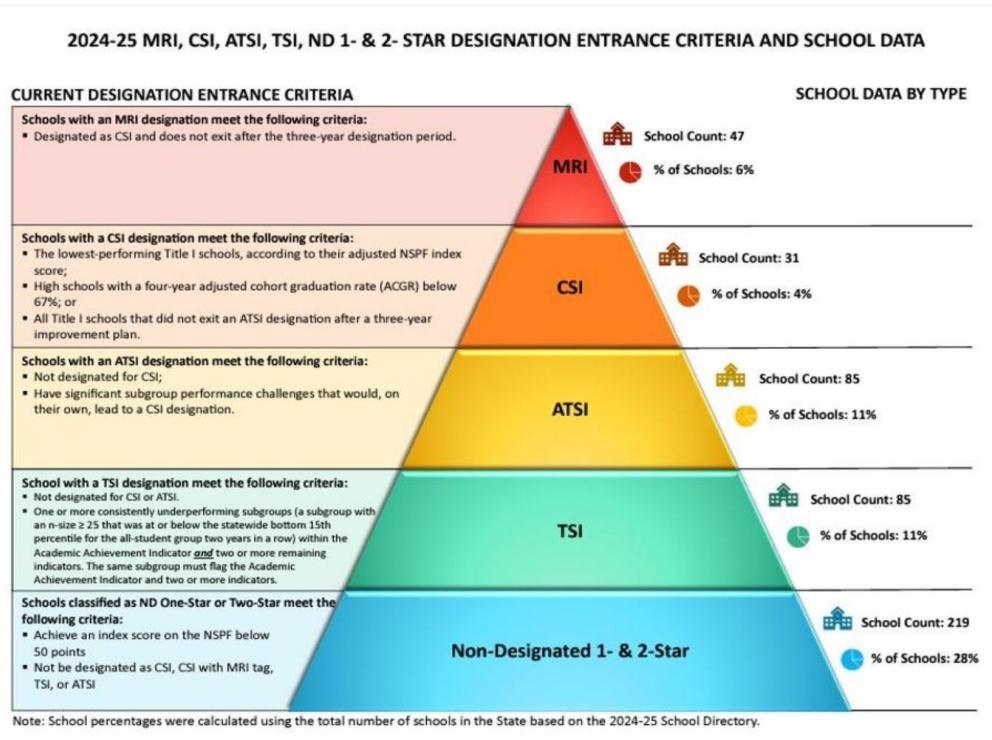 2024-25 MRI, CSI, ATSI, TSI, ND 1- & 2- STAR DESIGNATION ENTRANCE CRITERIA AND SCHOOL DATA
CURRENT DESIGNATION ENTRANCE CRITERIA
SCHOOL DATA BY TYPE
Schools with an MRI designation meet the following criteria:
▪ Designated as CSI and does not exit after the three-year designation period.
MRI
School Count: 47
% of Schools: 6%
Schools with a CSI designation meet the following criteria:
▪ The lowest-performing Title I schools, according to their adjusted NSPF index
score;
▪ High schools with a four-year adjusted cohort graduation rate (ACGR) below
67%; or
▪ All Title I schools that did not exit an ATSI designation after a three-year
improvement plan.
CSI
School Count: 31
% of Schools: 4%
Schools with an ATSI designation meet the following criteria:
▪ Not designated for CSI;
▪ Have significant subgroup performance challenges that would, on
their own, lead to a CSI designation.
ATSI
School Count: 85
% of Schools: 11%
School with a TSI designation meet the following criteria:
▪ Not designated for CSI or ATSI.
▪ One or more consistently underperforming subgroups (a subgroup with
an n-size ≥ 25 that was at or below the statewide bottom 15th
percentile for the all-student group two years in a row) within the
Academic Achievement Indicator and two or more remaining
indicators. The same subgroup must flag the Academic
Achievement Indicator and two or more indicators.
TSI
School Count: 85
% of Schools: 11%
Schools classified as ND One-Star or Two-Star meet the
following criteria:
▪ Achieve an index score on the NSPF below
50 points
▪ Not be designated as CSI, CSI with MRI tag,
TSI, or ATSI
Non-Designated 1- & 2-Star
School Count: 219
% of Schools: 28%
Note: School percentages were calculated using the total number of schools in the State based on the 2024-25 School Directory.